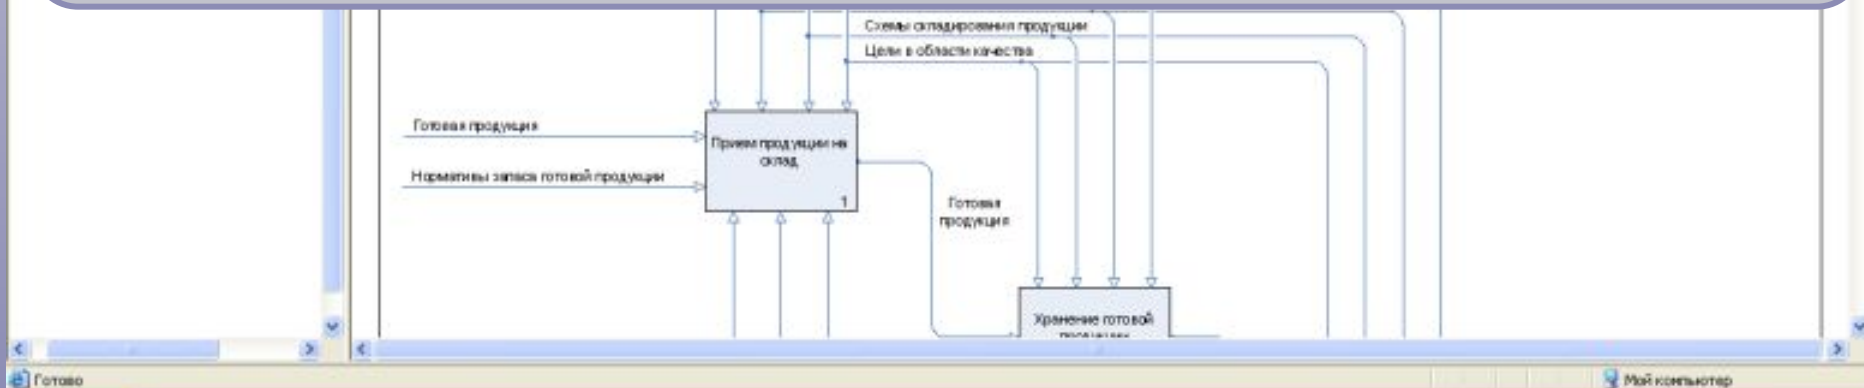 Схемы складирования продукции
Цели в области качества
Готовая продукция
Прием продукции на
склад
Нормативы запаса готовой продукции
1
Готовая
продукция
Хранение готовой
Готово
Мой компьютер